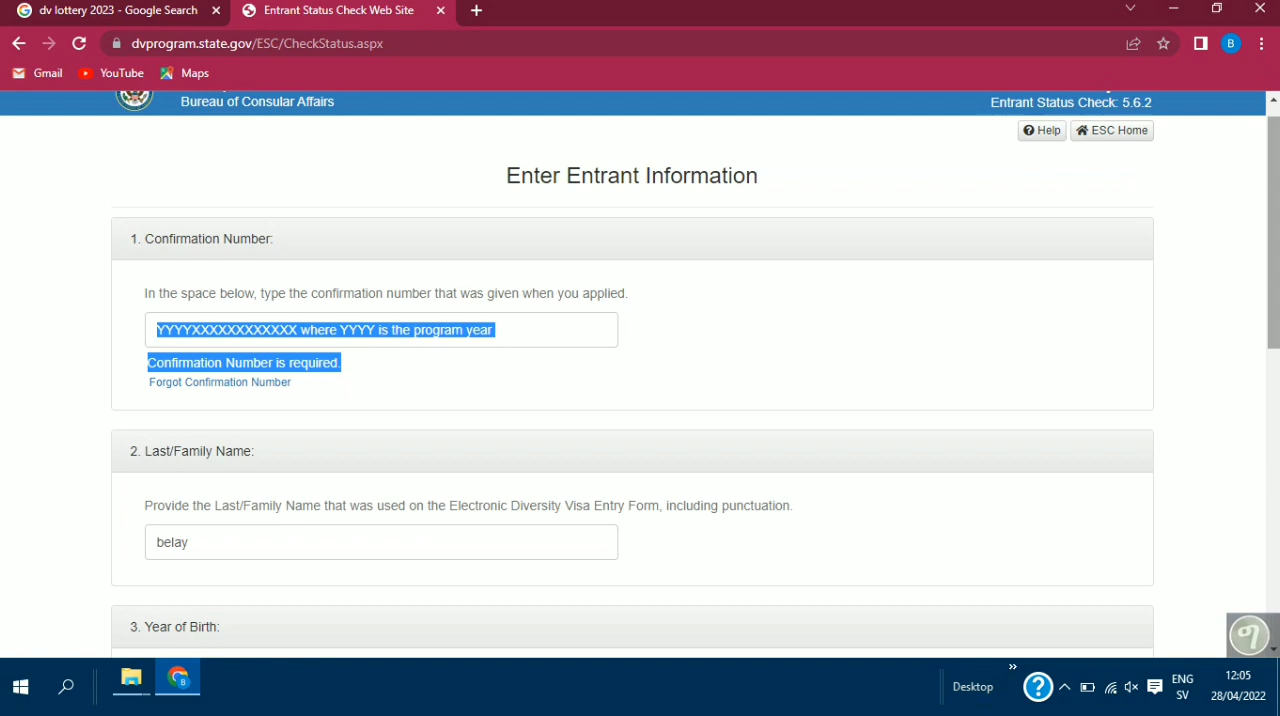 dv lottery 2023 - Google Search
Entrant Status Check Web Site
dvprogram.state.gov/ESC/CheckStatus.aspx
B
Gmail
YouTube
Maps
Bureau of Consular Affairs
Entrant Status Check: 5.6.2
Help
ESC Home
Enter Entrant Information
1. Confirmation Number:
In the space below, type the confirmation number that was given when you applied.
YYYYXXXXXXXXXXXX where YYYY is the program year
Confirmation Number is required.
Forgot Confirmation Number
2. Last/Family Name:
Provide the Last/Family Name that was used on the Electronic Diversity Visa Entry Form, including punctuation.
belay
3. Year of Birth:
Desktop
ENG
SV
12:05
28/04/2022